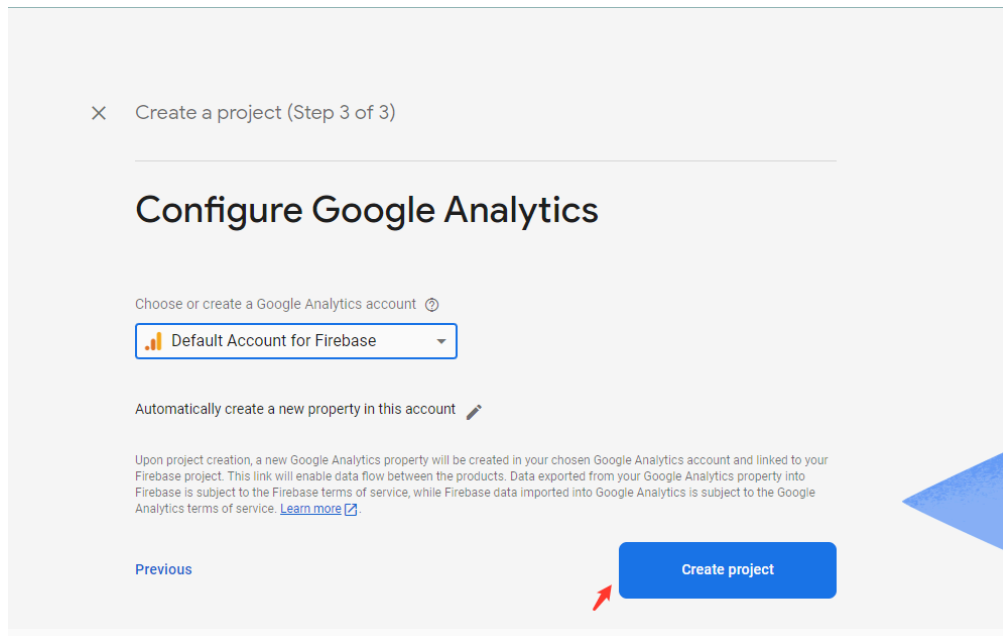 Create a project (Step 3 of 3)
Configure Google Analytics
Choose or create a Google Analytics account
Default Account for Firebase
Automatically create a new property in this account
Upon project creation, a new Google Analytics property will be created in your chosen Google Analytics account and linked to your
Firebase project. This link will enable data flow between the products. Data exported from your Google Analytics property into
Firebase is subject to the Firebase terms of service, while Firebase data imported into Google Analytics is subject to the Google
Analytics terms of service. Learn more.
Previous
Create project